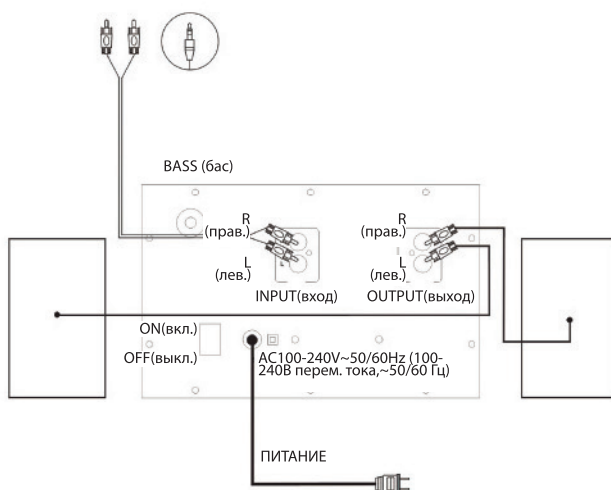 BASS (бас)
R
(прав.)
L
(лев.)
INPUT(вход)
R
(прав.)
L
(лев.)
OUTPUT(выход)
ON(вкл.)
OFF(выкл.)
AC100-240V~50/60Hz (100-
240В перем. тока,~50/60 Гц)
ПИТАНИЕ